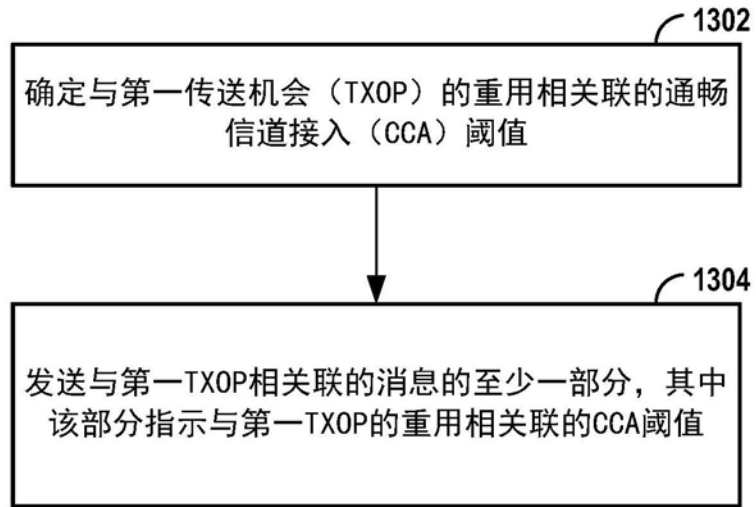 1302
确定与第一传送机会（TXOP）的重用相关联的通畅
信道接入（CCA）阈值
1304
发送与第一TXOP相关联的消息的至少一部分，其中
该部分指示与第一TXOP的重用相关联的CCA阈值